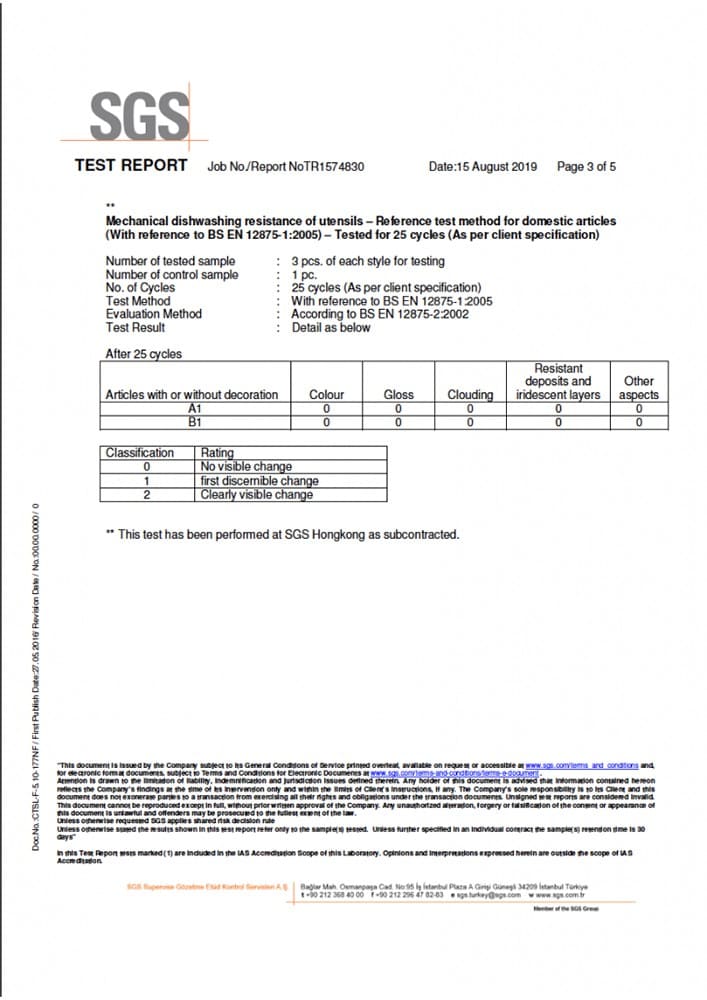 SGS
TEST REPORT Job No./Report NoTR1574830 Date:15 August 2019 Page 3 of 5
**
Mechanical dishwashing resistance of utensils – Reference test method for domestic articles
(With reference to BS EN 12875-1:2005) – Tested for 25 cycles (As per client specification)
Number of tested sample : 3 pcs. of each style for testing
Number of control sample : 1 pc.
No. of Cycles : 25 cycles (As per client specification)
Test Method : With reference to BS EN 12875-1:2005
Evaluation Method : According to BS EN 12875-2:2002
Test Result : Detail as below
After 25 cycles
Articles with or without decoration Colour Gloss Clouding Resistant deposits and iridescent layers Other aspects
A1 0 0 0 0 0
B1 0 0 0 0 0
Classification Rating
0 No visible change
1 first discernible change
2 Clearly visible change
** This test has been performed at SGS Hongkong as subcontracted.
Doc.No.:CTSL-F-5.10-177NF / First Publish Date:27.05.2016/ Revision Date / No:00.00.0000 / 0
"This document is issued by the Company subject to its General Conditions of Service printed overleaf, available on request or accessible at www.sgs.com/terms_and_conditions and,
for electronic format documents, subject to Terms and Conditions for Electronic Documents at www.sgs.com/terms-and-conditions/terms-e-document.
Attention is drawn to the limitation of liability, indemnification and jurisdiction issues defined therein. Any holder of this document is advised that information contained hereon
reflects the Company's findings at the time of its intervention only and within the limits of Client's instructions, if any. The Company's sole responsibility is to its Client and this
document does not exonerate parties to a transaction from exercising all their rights and obligations under the transaction documents. Unsigned test reports are considered invalid.
This document cannot be reproduced except in full, without prior written approval of the Company. Any unauthorized alteration, forgery or falsification of the content or appearance of
this document is unlawful and offenders may be prosecuted to the fullest extent of the law.
Unless otherwise requested SGS applies shared risk decision rule
Unless otherwise stated the results shown in this test report refer only to the sample(s) tested. Unless further specified in an individual contract the sample(s) retention time is 30
days"
In this Test Report tests marked (1) are included in the IAS Accreditation Scope of this Laboratory. Opinions and interpretations expressed herein are outside the scope of IAS
Accreditation.
SGS Supervise Gözetme Etüd Kontrol Servisleri A.Ş. Bağlar Mah. Osmanpaşa Cad. No:95 İş İstanbul Plaza A Girişi Güneşli 34209 İstanbul Türkiye
t +90 212 368 40 00 f +90 212 296 47 82-83 e sgs.turkey@sgs.com w www.sgs.com.tr
Member of the SGS Group